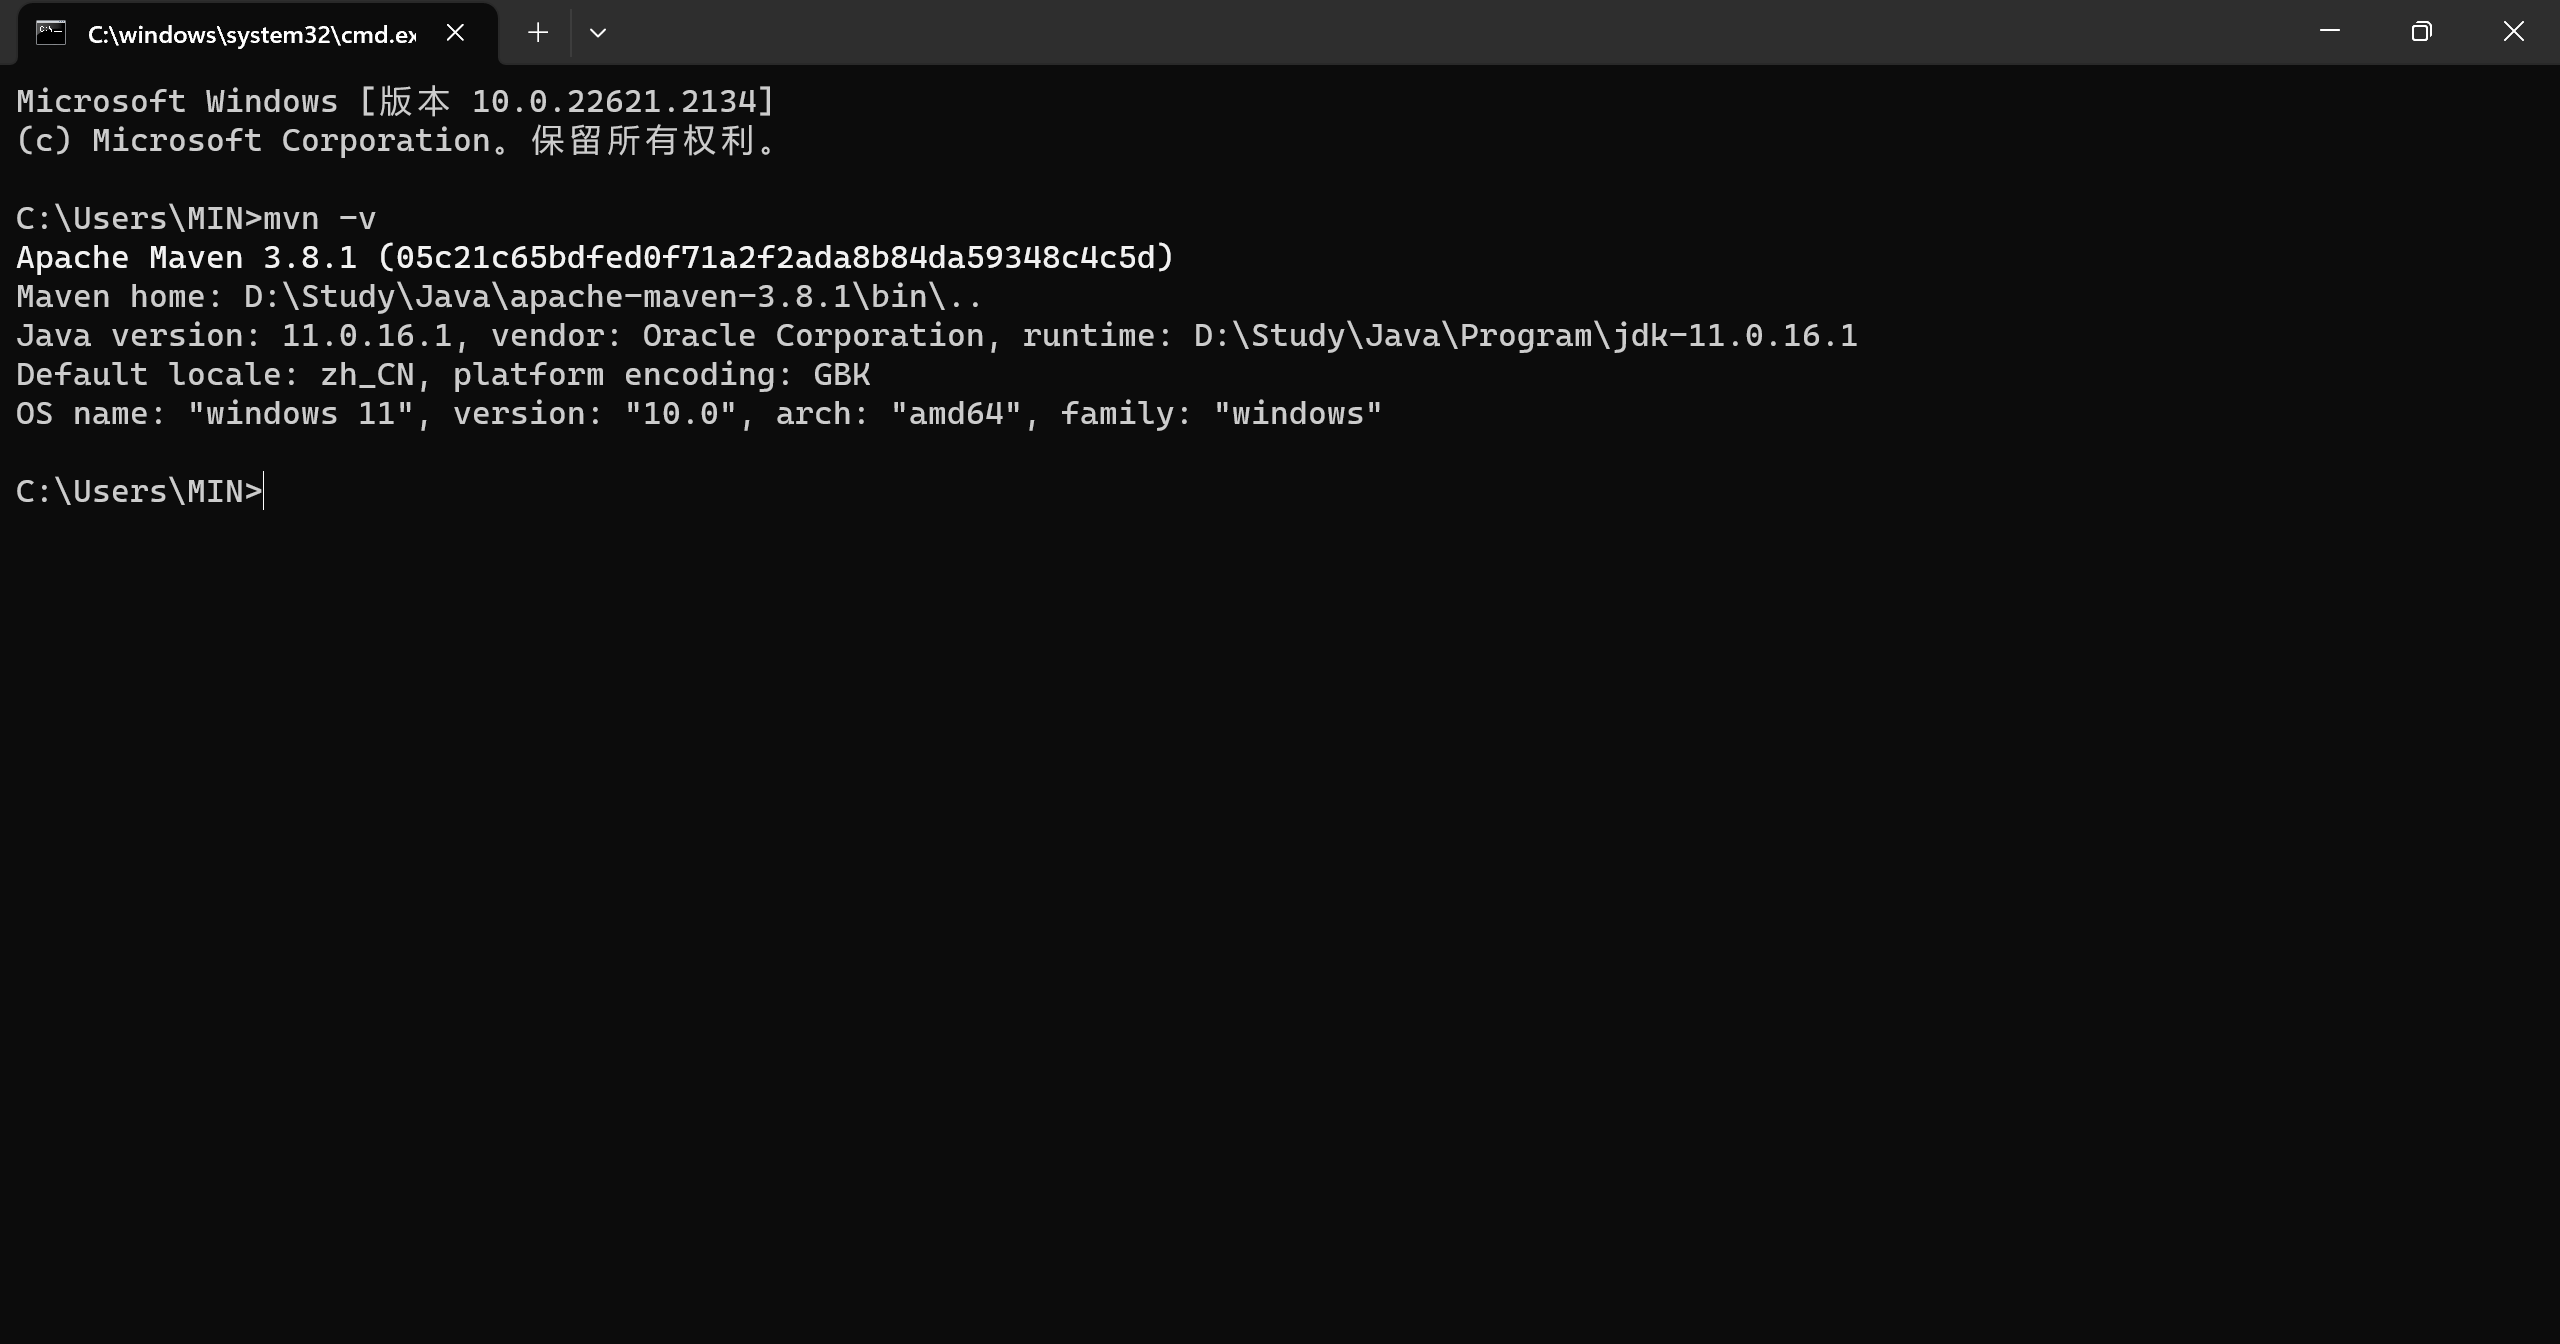 C:\windows\system32\cmd.ex
Microsoft Windows [版本 10.0.22621.2134]
(c) Microsoft Corporation。保留所有权利。
C:\Users\MIN>mvn -v
Apache Maven 3.8.1 (05c21c65bdfed0f71a2f2ada8b84da59348c4c5d)
Maven home: D:\Study\Java\apache-maven-3.8.1\bin\..
Java version: 11.0.16.1, vendor: Oracle Corporation, runtime: D:\Study\Java\Program\jdk-11.0.16.1
Default locale: zh_CN, platform encoding: GBK
OS name: "windows 11", version: "10.0", arch: "amd64", family: "windows"
C:\Users\MIN>